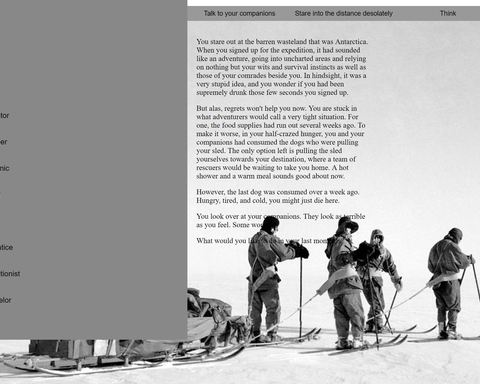 Talk to your companions Stare into the distance desolately Think
tor
er
nic
tice
tionist
elor
You stare out at the barren wasteland that was Antarctica.
When you signed up for the expedition, it had sounded
like an adventure, going into uncharted areas and relying
on nothing but your wits and survival instincts as well as
those of your comrades beside you. In hindsight, it was a
very stupid idea, and you wonder if you had been
supremely drunk those few seconds you signed up.
But alas, regrets won't help you now. You are stuck in
what adventurers would call a very tight situation. For
one, the food supplies had run out several weeks ago. To
make it worse, in your half-crazed hunger, you and your
companions had consumed the dogs who were pulling
your sled. The only option left is pulling the sled
yourselves towards your destination, where a team of
rescuers would be waiting to take you home. A hot
shower and a warm meal sounds good about now.
However, the last dog was consumed over a week ago.
Hungry, tired, and cold, you might just die here.
You look over at your companions. They look as terrible
as you feel. Some
What would you in your last